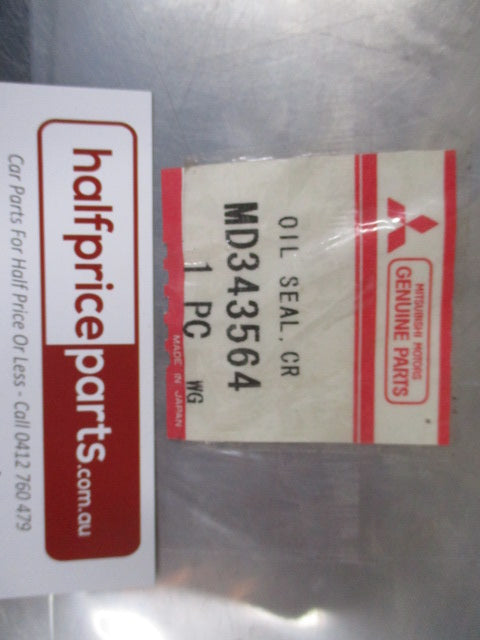 MITSUBISHI MOTORS
GENUINE PARTS
OIL SEAL, CR
MD343564
1 PC WG
MADE IN JAPAN
halfpriceparts.com.au
Car Parts For Half Price Or Less - Call 0412 760 479